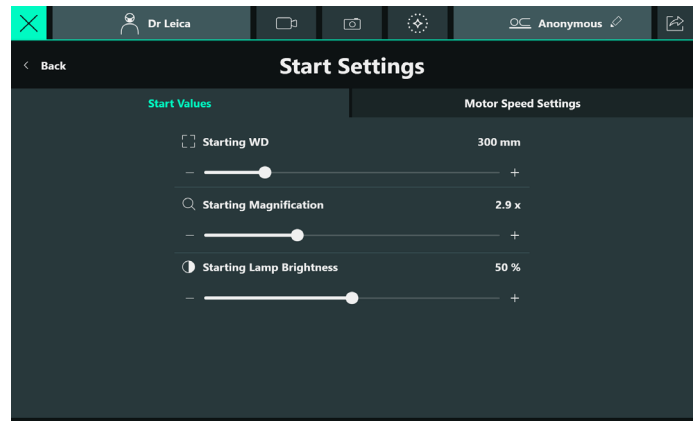 Dr Leica Anonymous
Back Start Settings
Start Values Motor Speed Settings
Starting WD 300 mm
− +
Starting Magnification 2.9 x
− +
Starting Lamp Brightness 50 %
− +